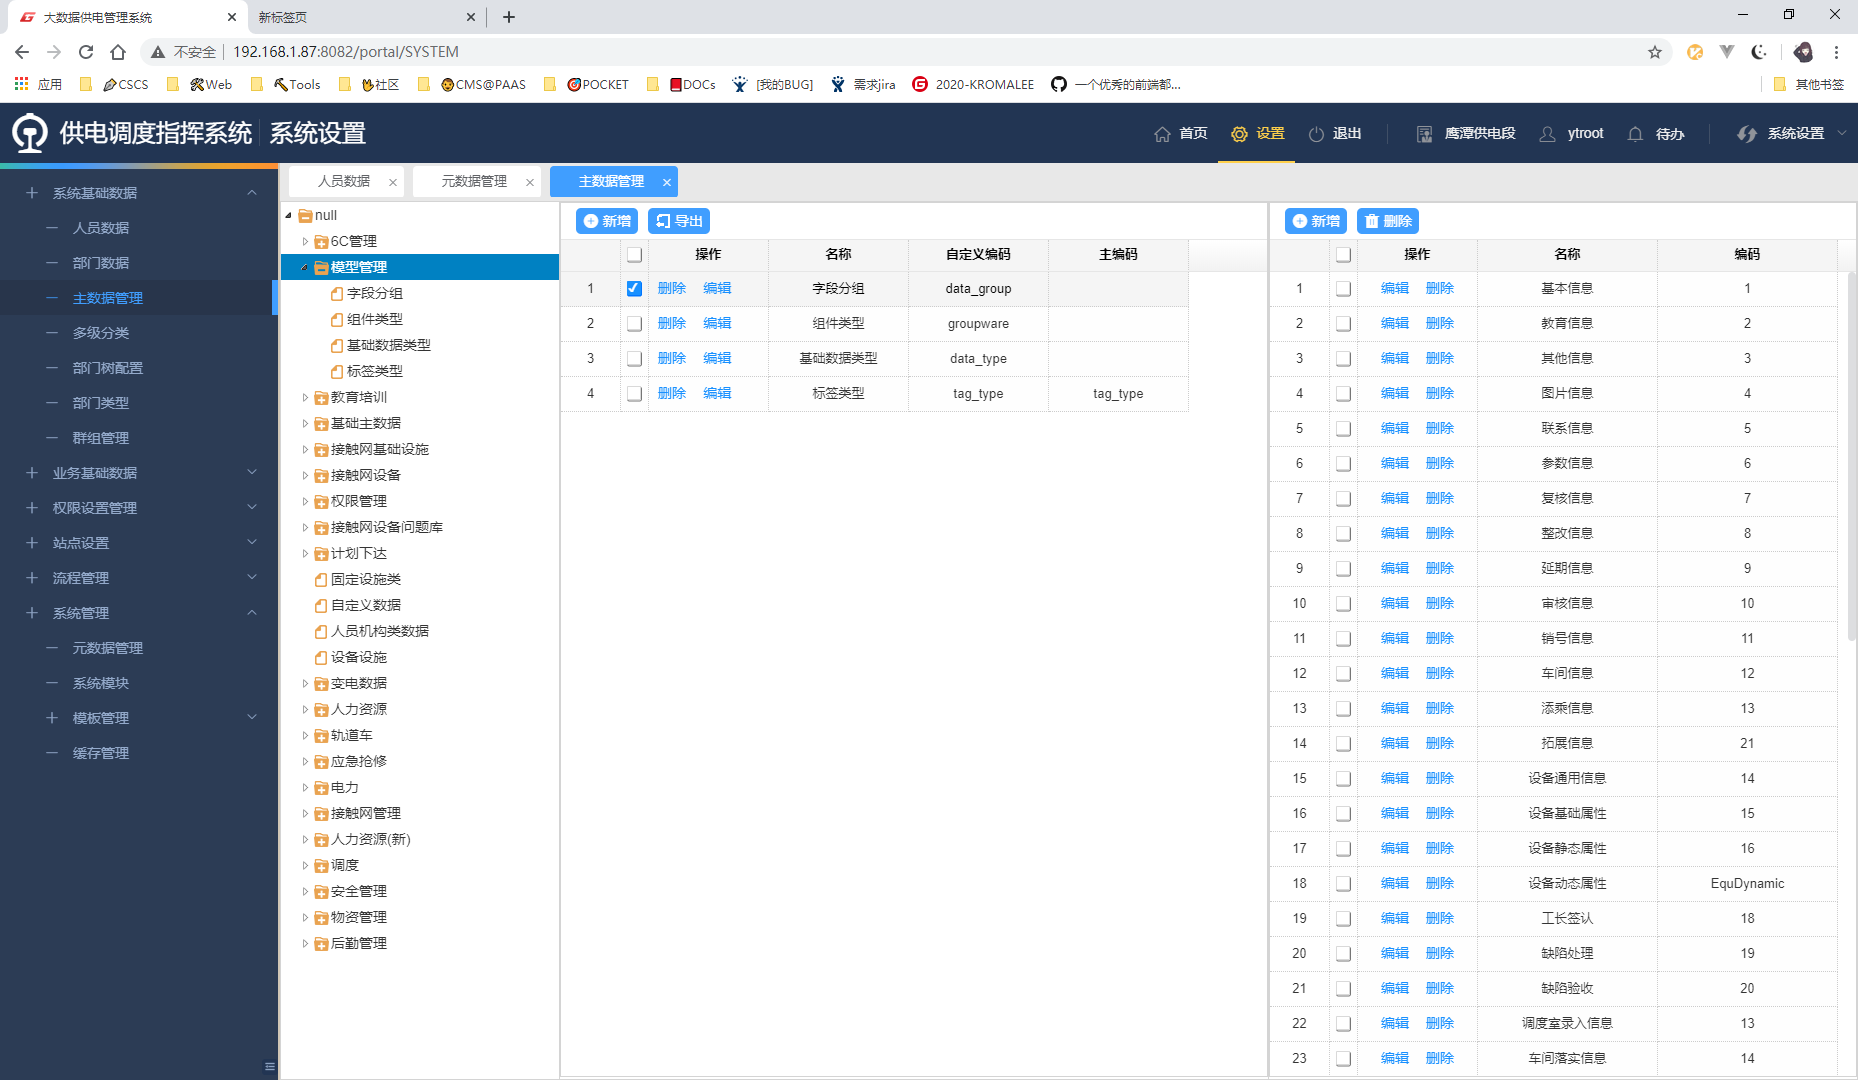 大数据供电管理系统
新标签页
不安全 192.168.1.87:8082/portal/SYSTEM
应用 CSCS Web Tools 社区 CMS@PAAS POCKET DOCs [我的BUG] 需求jira 2020-KROMALEE 一个优秀的前端都... 其他书签
供电调度指挥系统 系统设置
首页 设置 退出 鹰潭供电段 ytroot 待办 系统设置
系统基础数据
人员数据
部门数据
主数据管理
多级分类
部门树配置
部门类型
群组管理
业务基础数据
权限设置管理
站点设置
流程管理
系统管理
元数据管理
系统模块
模板管理
缓存管理
人员数据 元数据管理 主数据管理
null
6C管理
模型管理
字段分组
组件类型
基础数据类型
标签类型
教育培训
基础主数据
接触网基础设施
接触网设备
权限管理
接触网设备问题库
计划下达
固定设施类
自定义数据
人员机构类数据
设备设施
变电数据
人力资源
轨道车
应急抢修
电力
接触网管理
人力资源(新)
调度
安全管理
物资管理
后勤管理
新增 导出
操作 名称 自定义编码 主编码
1 删除 编辑 字段分组 data_group
2 删除 编辑 组件类型 groupware
3 删除 编辑 基础数据类型 data_type
4 删除 编辑 标签类型 tag_type tag_type
新增 删除
操作 名称 编码
1 编辑 删除 基本信息 1
2 编辑 删除 教育信息 2
3 编辑 删除 其他信息 3
4 编辑 删除 图片信息 4
5 编辑 删除 联系信息 5
6 编辑 删除 参数信息 6
7 编辑 删除 复核信息 7
8 编辑 删除 整改信息 8
9 编辑 删除 延期信息 9
10 编辑 删除 审核信息 10
11 编辑 删除 销号信息 11
12 编辑 删除 车间信息 12
13 编辑 删除 添乘信息 13
14 编辑 删除 拓展信息 21
15 编辑 删除 设备通用信息 14
16 编辑 删除 设备基础属性 15
17 编辑 删除 设备静态属性 16
18 编辑 删除 设备动态属性 EquDynamic
19 编辑 删除 工长签认 18
20 编辑 删除 缺陷处理 19
21 编辑 删除 缺陷验收 20
22 编辑 删除 调度室录入信息 13
23 编辑 删除 车间落实信息 14